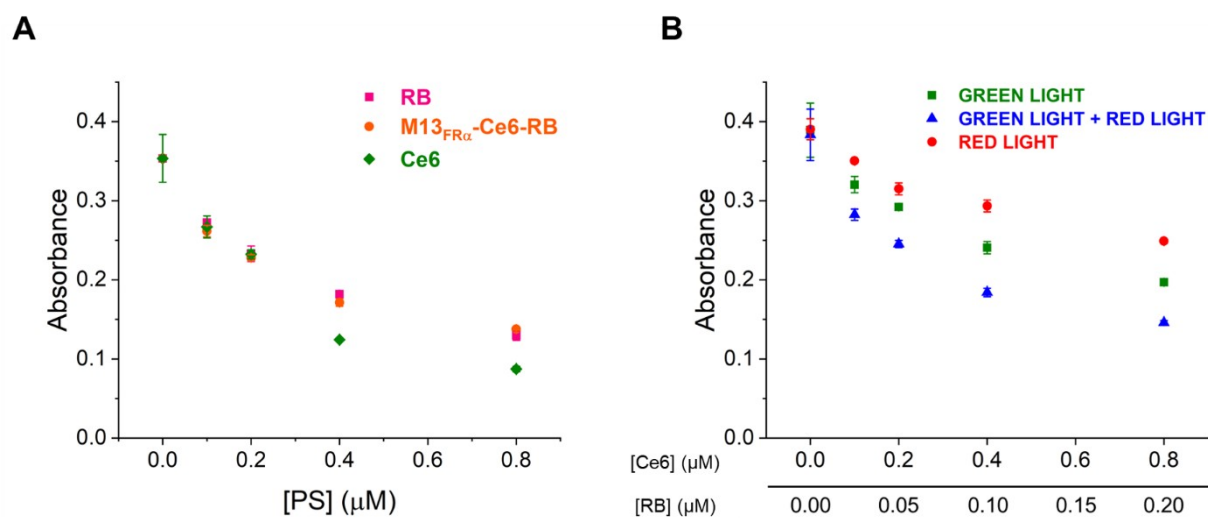 A
RB
M13FRα-Ce6-RB
Ce6
Absorbance
0.4
0.3
0.2
0.1
0.0
0.0 0.2 0.4 0.6 0.8
[PS] (µM)
B
GREEN LIGHT
GREEN LIGHT + RED LIGHT
RED LIGHT
Absorbance
0.4
0.3
0.2
0.1
0.0
[Ce6] (µM) 0.0 0.2 0.4 0.6 0.8
[RB] (µM) 0.00 0.05 0.10 0.15 0.20